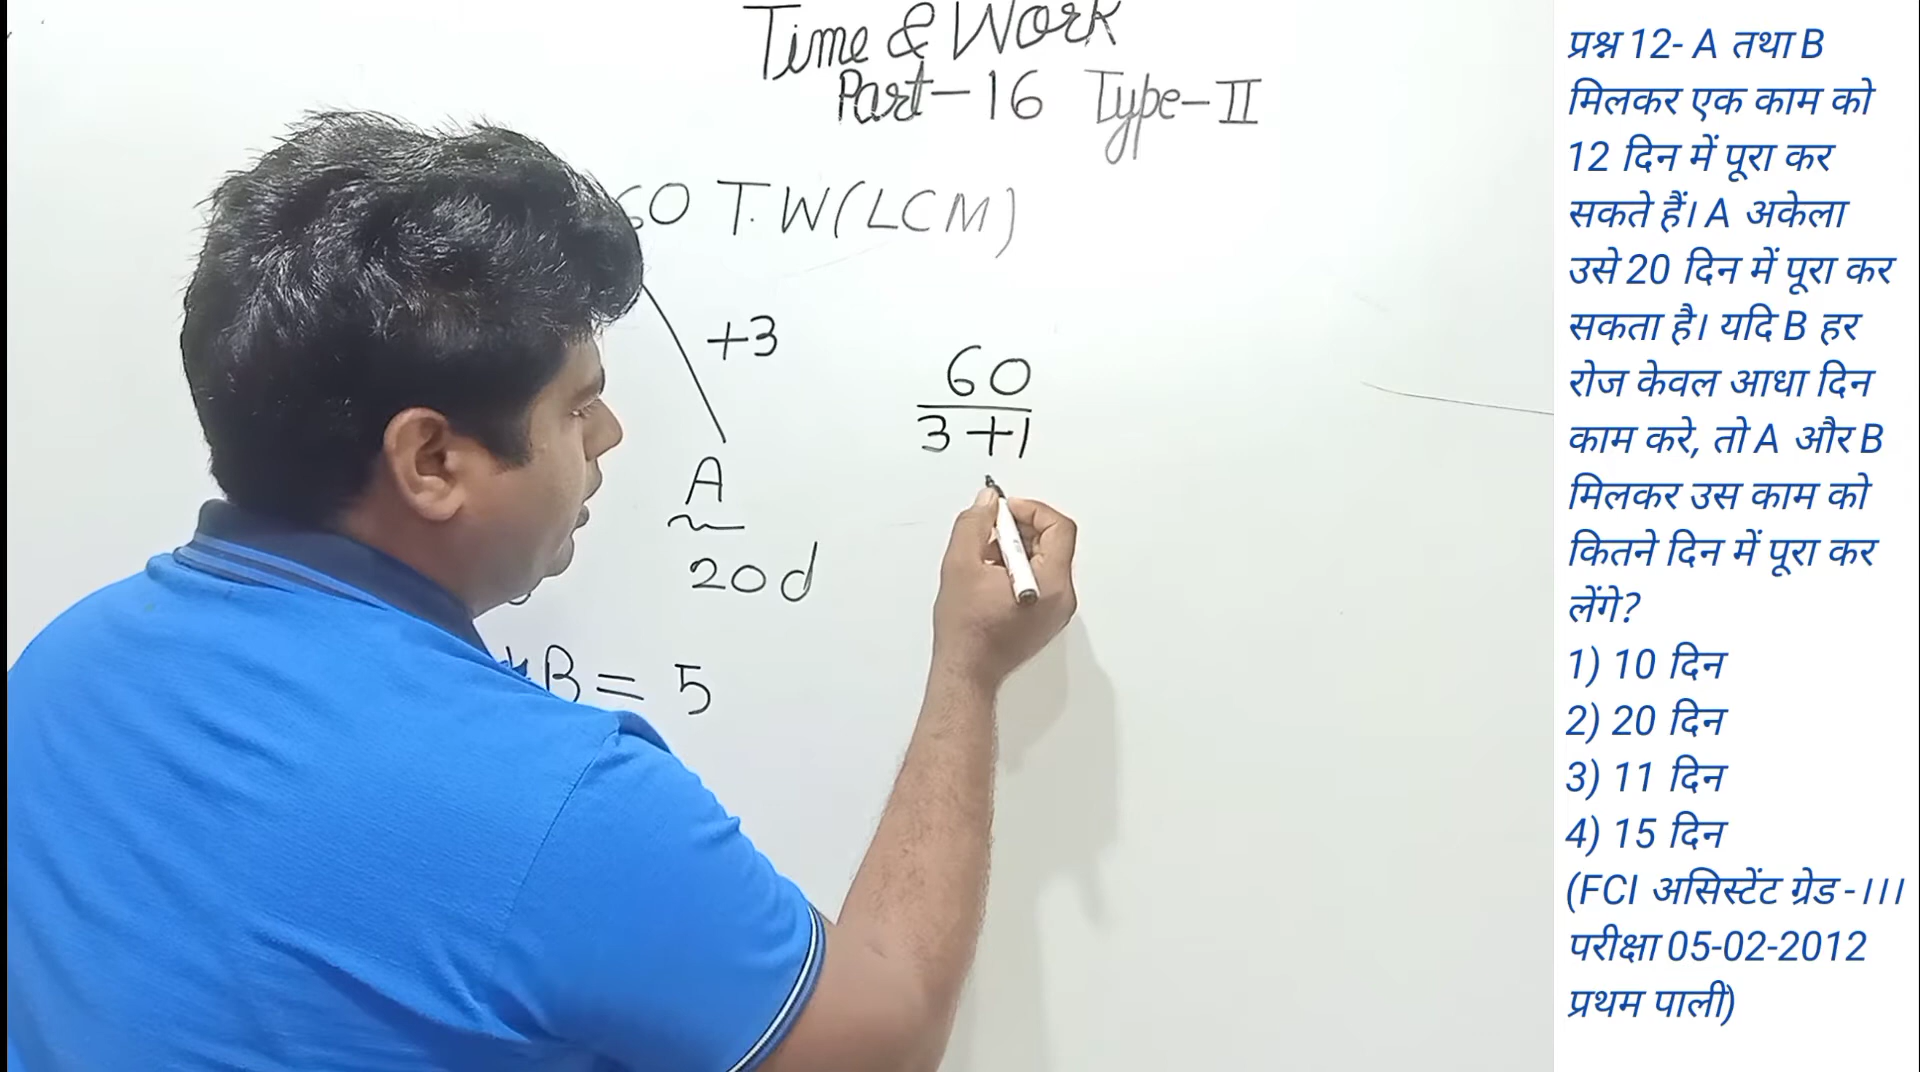 Time & Work
Part-16 Type-II
60 T.W(LCM)
+3
A
20d
B = 5
60
3+1
प्रश्न 12- A तथा B
मिलकर एक काम को
12 दिन में पूरा कर
सकते हैं। A अकेला
उसे 20 दिन में पूरा कर
सकता है। यदि B हर
रोज केवल आधा दिन
काम करे, तो A और B
मिलकर उस काम को
कितने दिन में पूरा कर
लेंगे?
1) 10 दिन
2) 20 दिन
3) 11 दिन
4) 15 दिन
(FCI असिस्टेंट ग्रेड -।।।
परीक्षा 05-02-2012
प्रथम पाली)